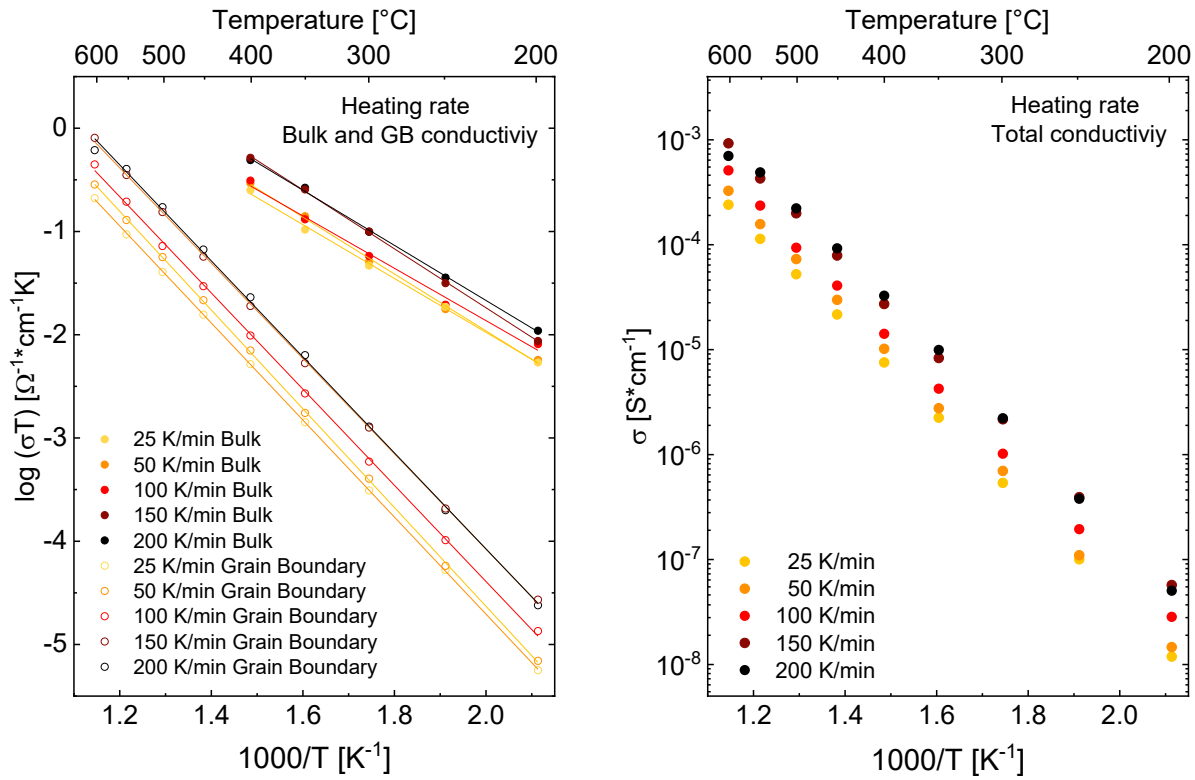 Temperature [°C]
600 500 400 300 200
Heating rate
Bulk and GB conductiviy
log (σT) [Ω-1*cm-1K]
0
-1
-2
-3
-4
-5
25 K/min Bulk
50 K/min Bulk
100 K/min Bulk
150 K/min Bulk
200 K/min Bulk
25 K/min Grain Boundary
50 K/min Grain Boundary
100 K/min Grain Boundary
150 K/min Grain Boundary
200 K/min Grain Boundary
1.2 1.4 1.6 1.8 2.0
1000/T [K-1]
Temperature [°C]
600 500 400 300 200
Heating rate
Total conductiviy
σ [S*cm-1]
10-3
10-4
10-5
10-6
10-7
10-8
25 K/min
50 K/min
100 K/min
150 K/min
200 K/min
1.2 1.4 1.6 1.8 2.0
1000/T [K-1]